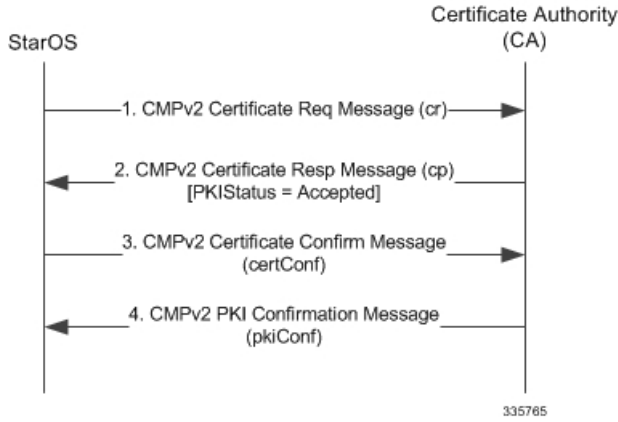 Certificate Authority
(CA)
StarOS
1. CMPv2 Certificate Req Message (cr)
2. CMPv2 Certificate Resp Message (cp)
[PKIStatus = Accepted]
3. CMPv2 Certificate Confirm Message
(certConf)
4. CMPv2 PKI Confirmation Message
(pkiConf)
335765